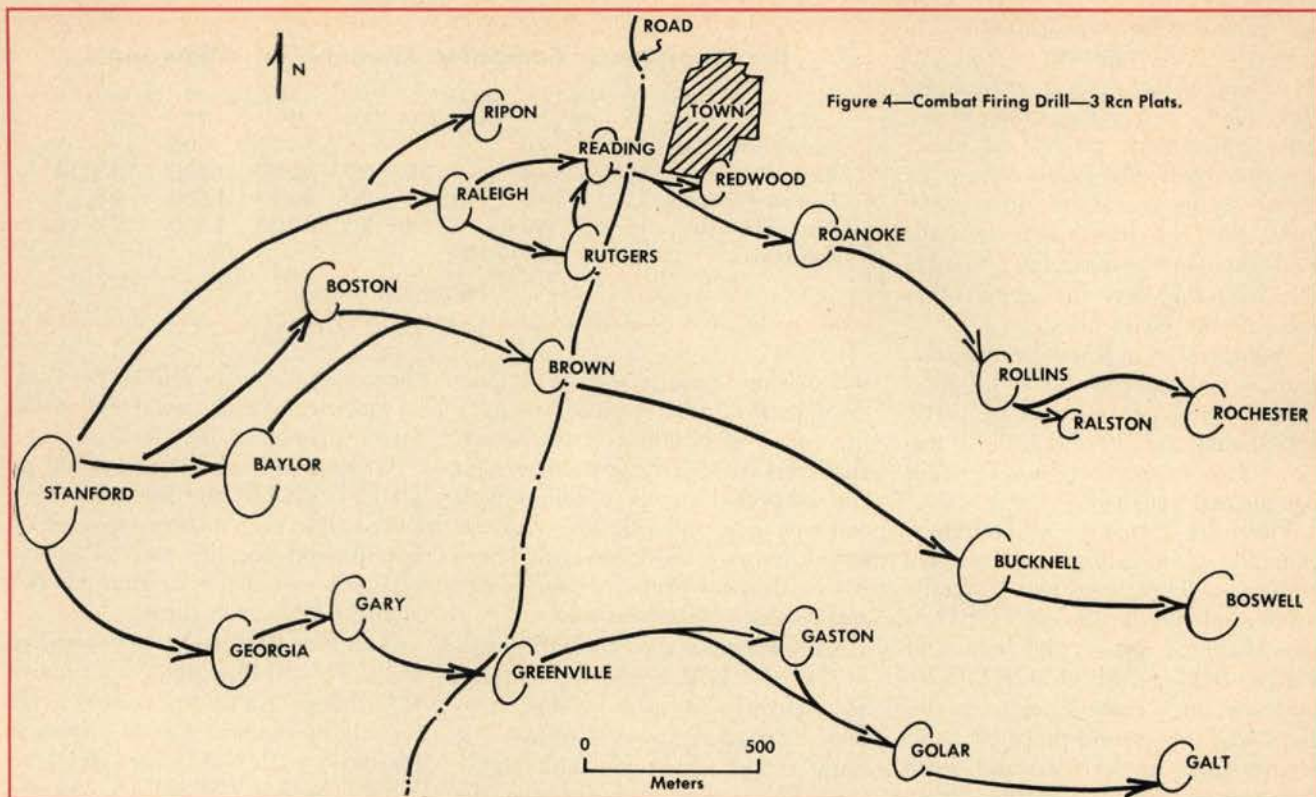 ROAD
N
Figure 4—Combat Firing Drill—3 Rcn Plats.
RIPON
TOWN
READING
REDWOOD
RALEIGH
ROANOKE
RUTGERS
BOSTON
BROWN
ROLLINS
ROCHESTER
RALSTON
BAYLOR
STANFORD
BUCKNELL
BOSWELL
GARY
GASTON
GEORGIA
GREENVILLE
0 500
GOLAR
GALT
Meters